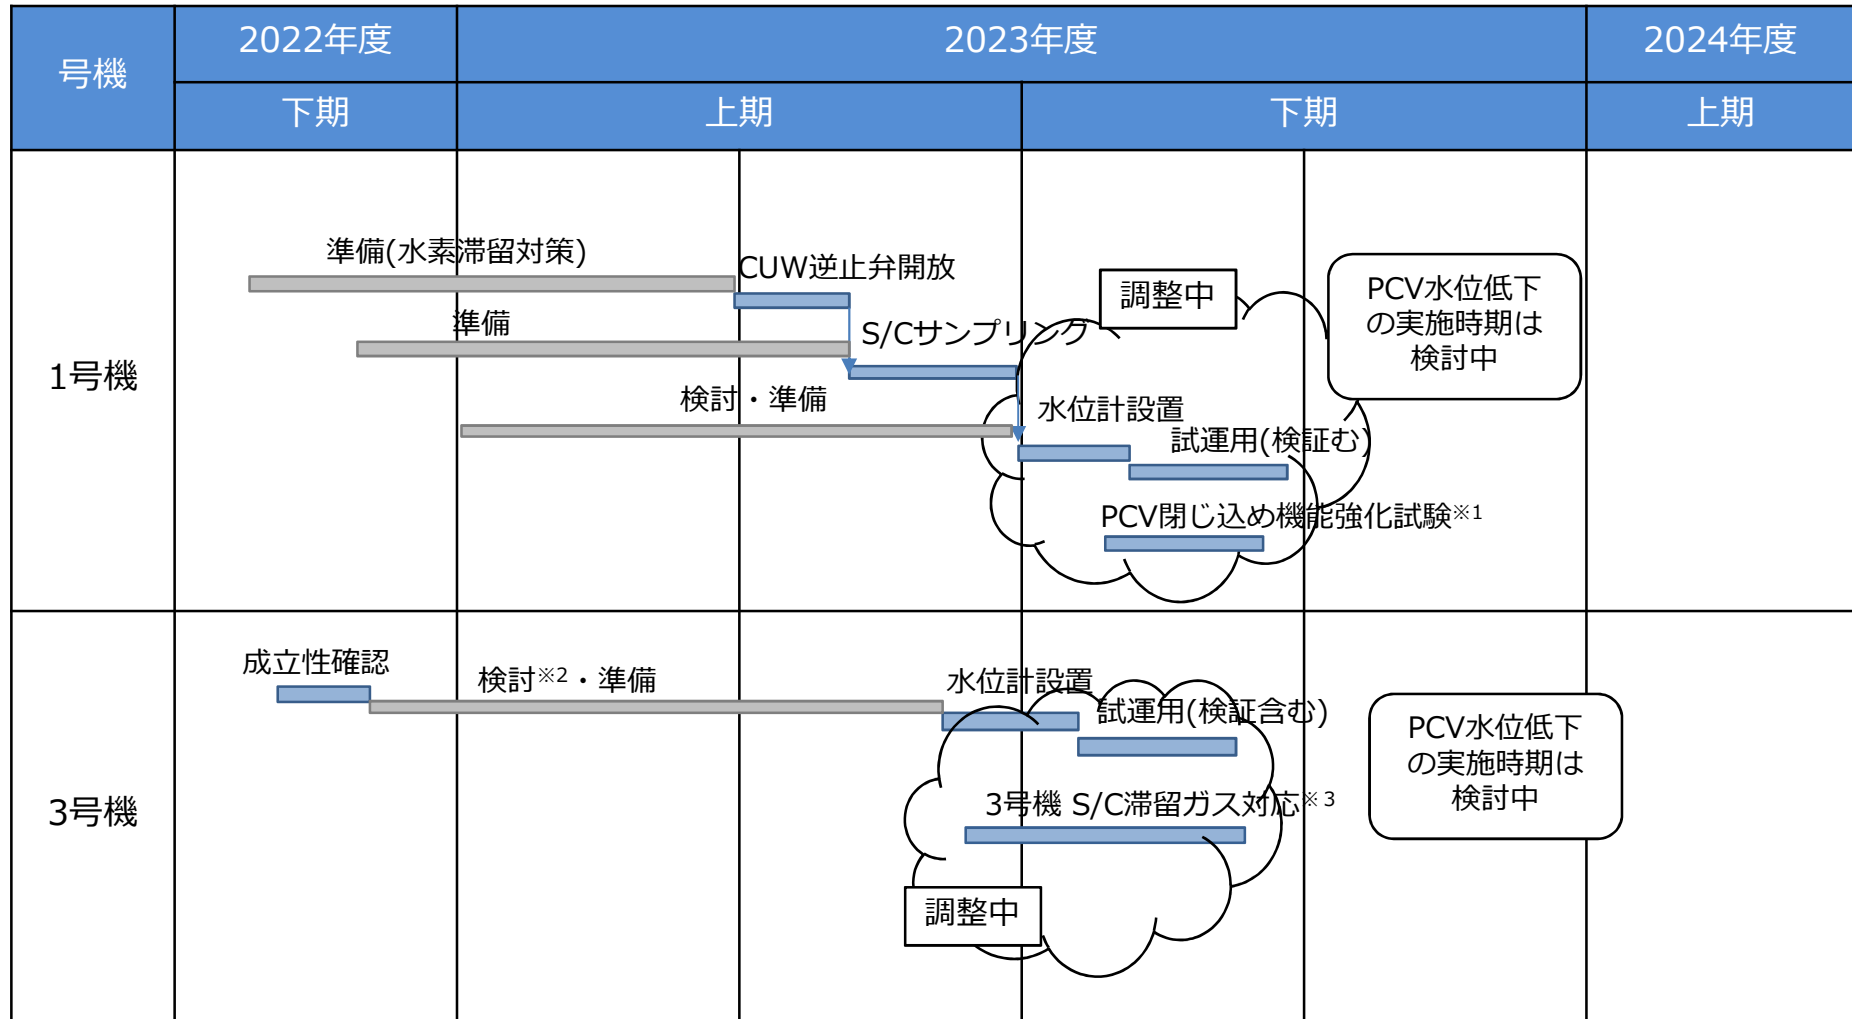 号機
2022年度
2023年度
2024年度
下期
上期
下期
上期
1号機
準備(水素滞留対策)
CUW逆止弁開放
準備
S/Cサンプリング
検討・準備
水位計設置
試運用(検証む)
PCV閉じ込め機能強化試験※1
調整中
PCV水位低下
の実施時期は
検討中
3号機
成立性確認
検討※2・準備
水位計設置
試運用(検証含む)
3号機 S/C滞留ガス対応※3
調整中
PCV水位低下
の実施時期は
検討中